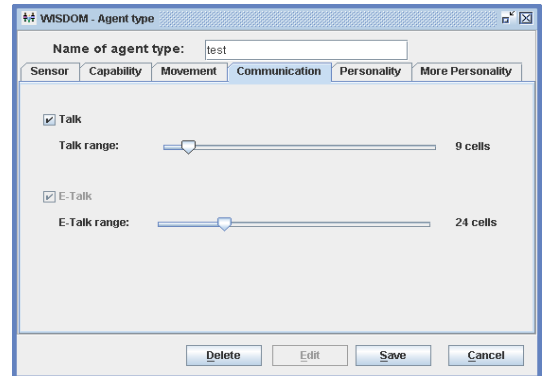 WISDOM - Agent type
Name of agent type: test
Sensor Capability Movement Communication Personality More Personality
Talk
Talk range: 9 cells
E-Talk
E-Talk range: 24 cells
Delete Edit Save Cancel